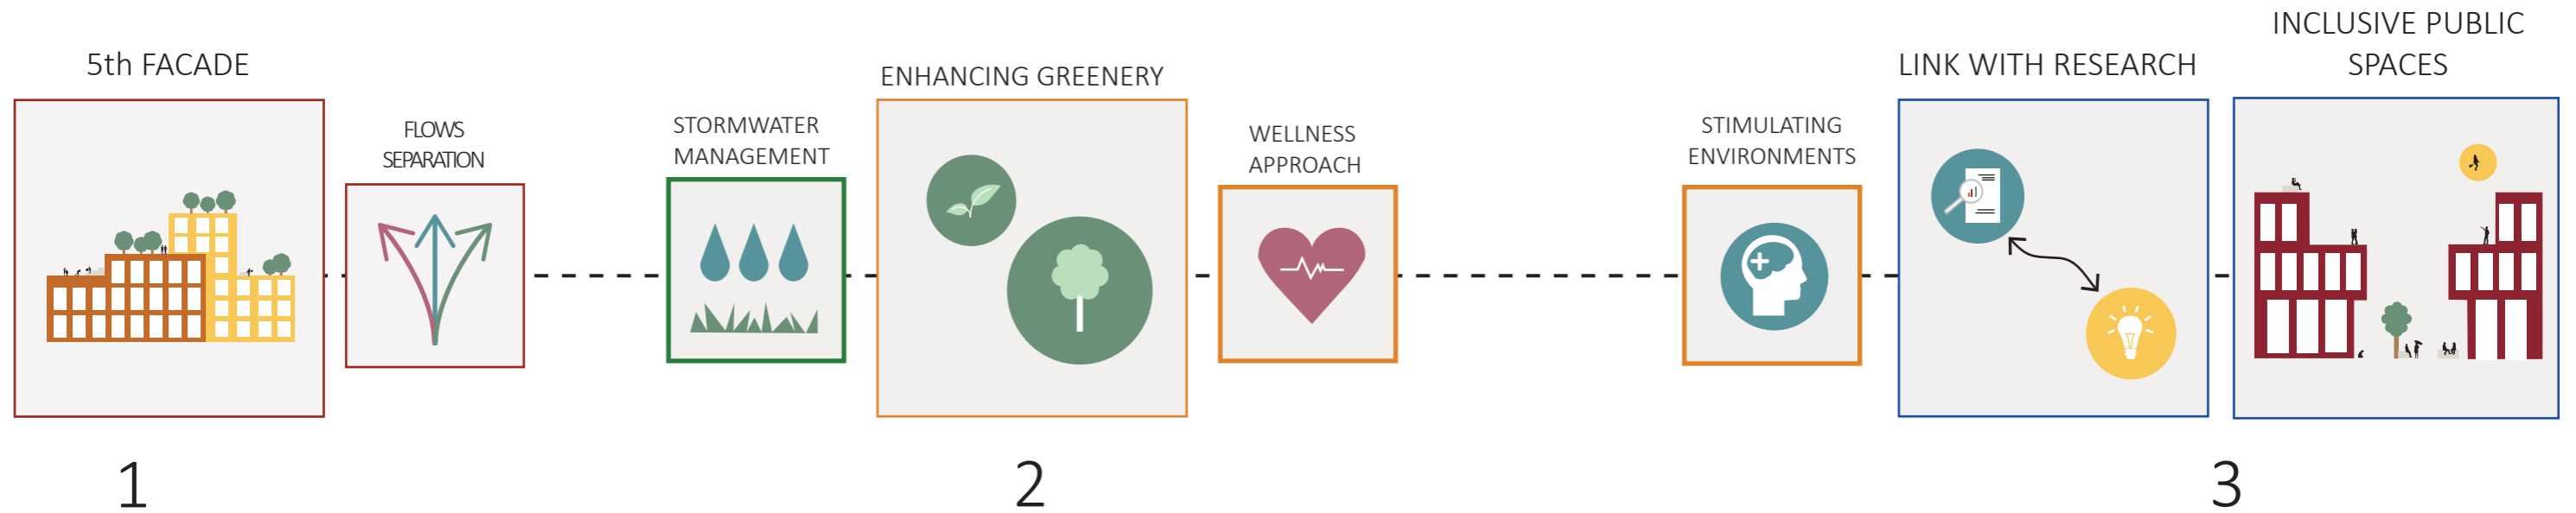 5th FACADE
FLOWS
SEPARATION
STORMWATER
MANAGEMENT
ENHANCING GREENERY
WELLNESS
APPROACH
STIMULATING
ENVIRONMENTS
LINK WITH RESEARCH
INCLUSIVE PUBLIC
SPACES
1
2
3